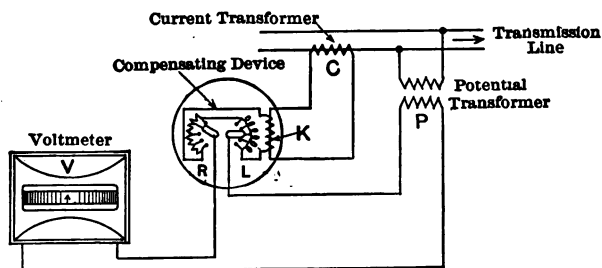 Current Transformer
Transmission
Line
C
Compensating Device
Potential
Transformer
P
K
Voltmeter
V
R
L